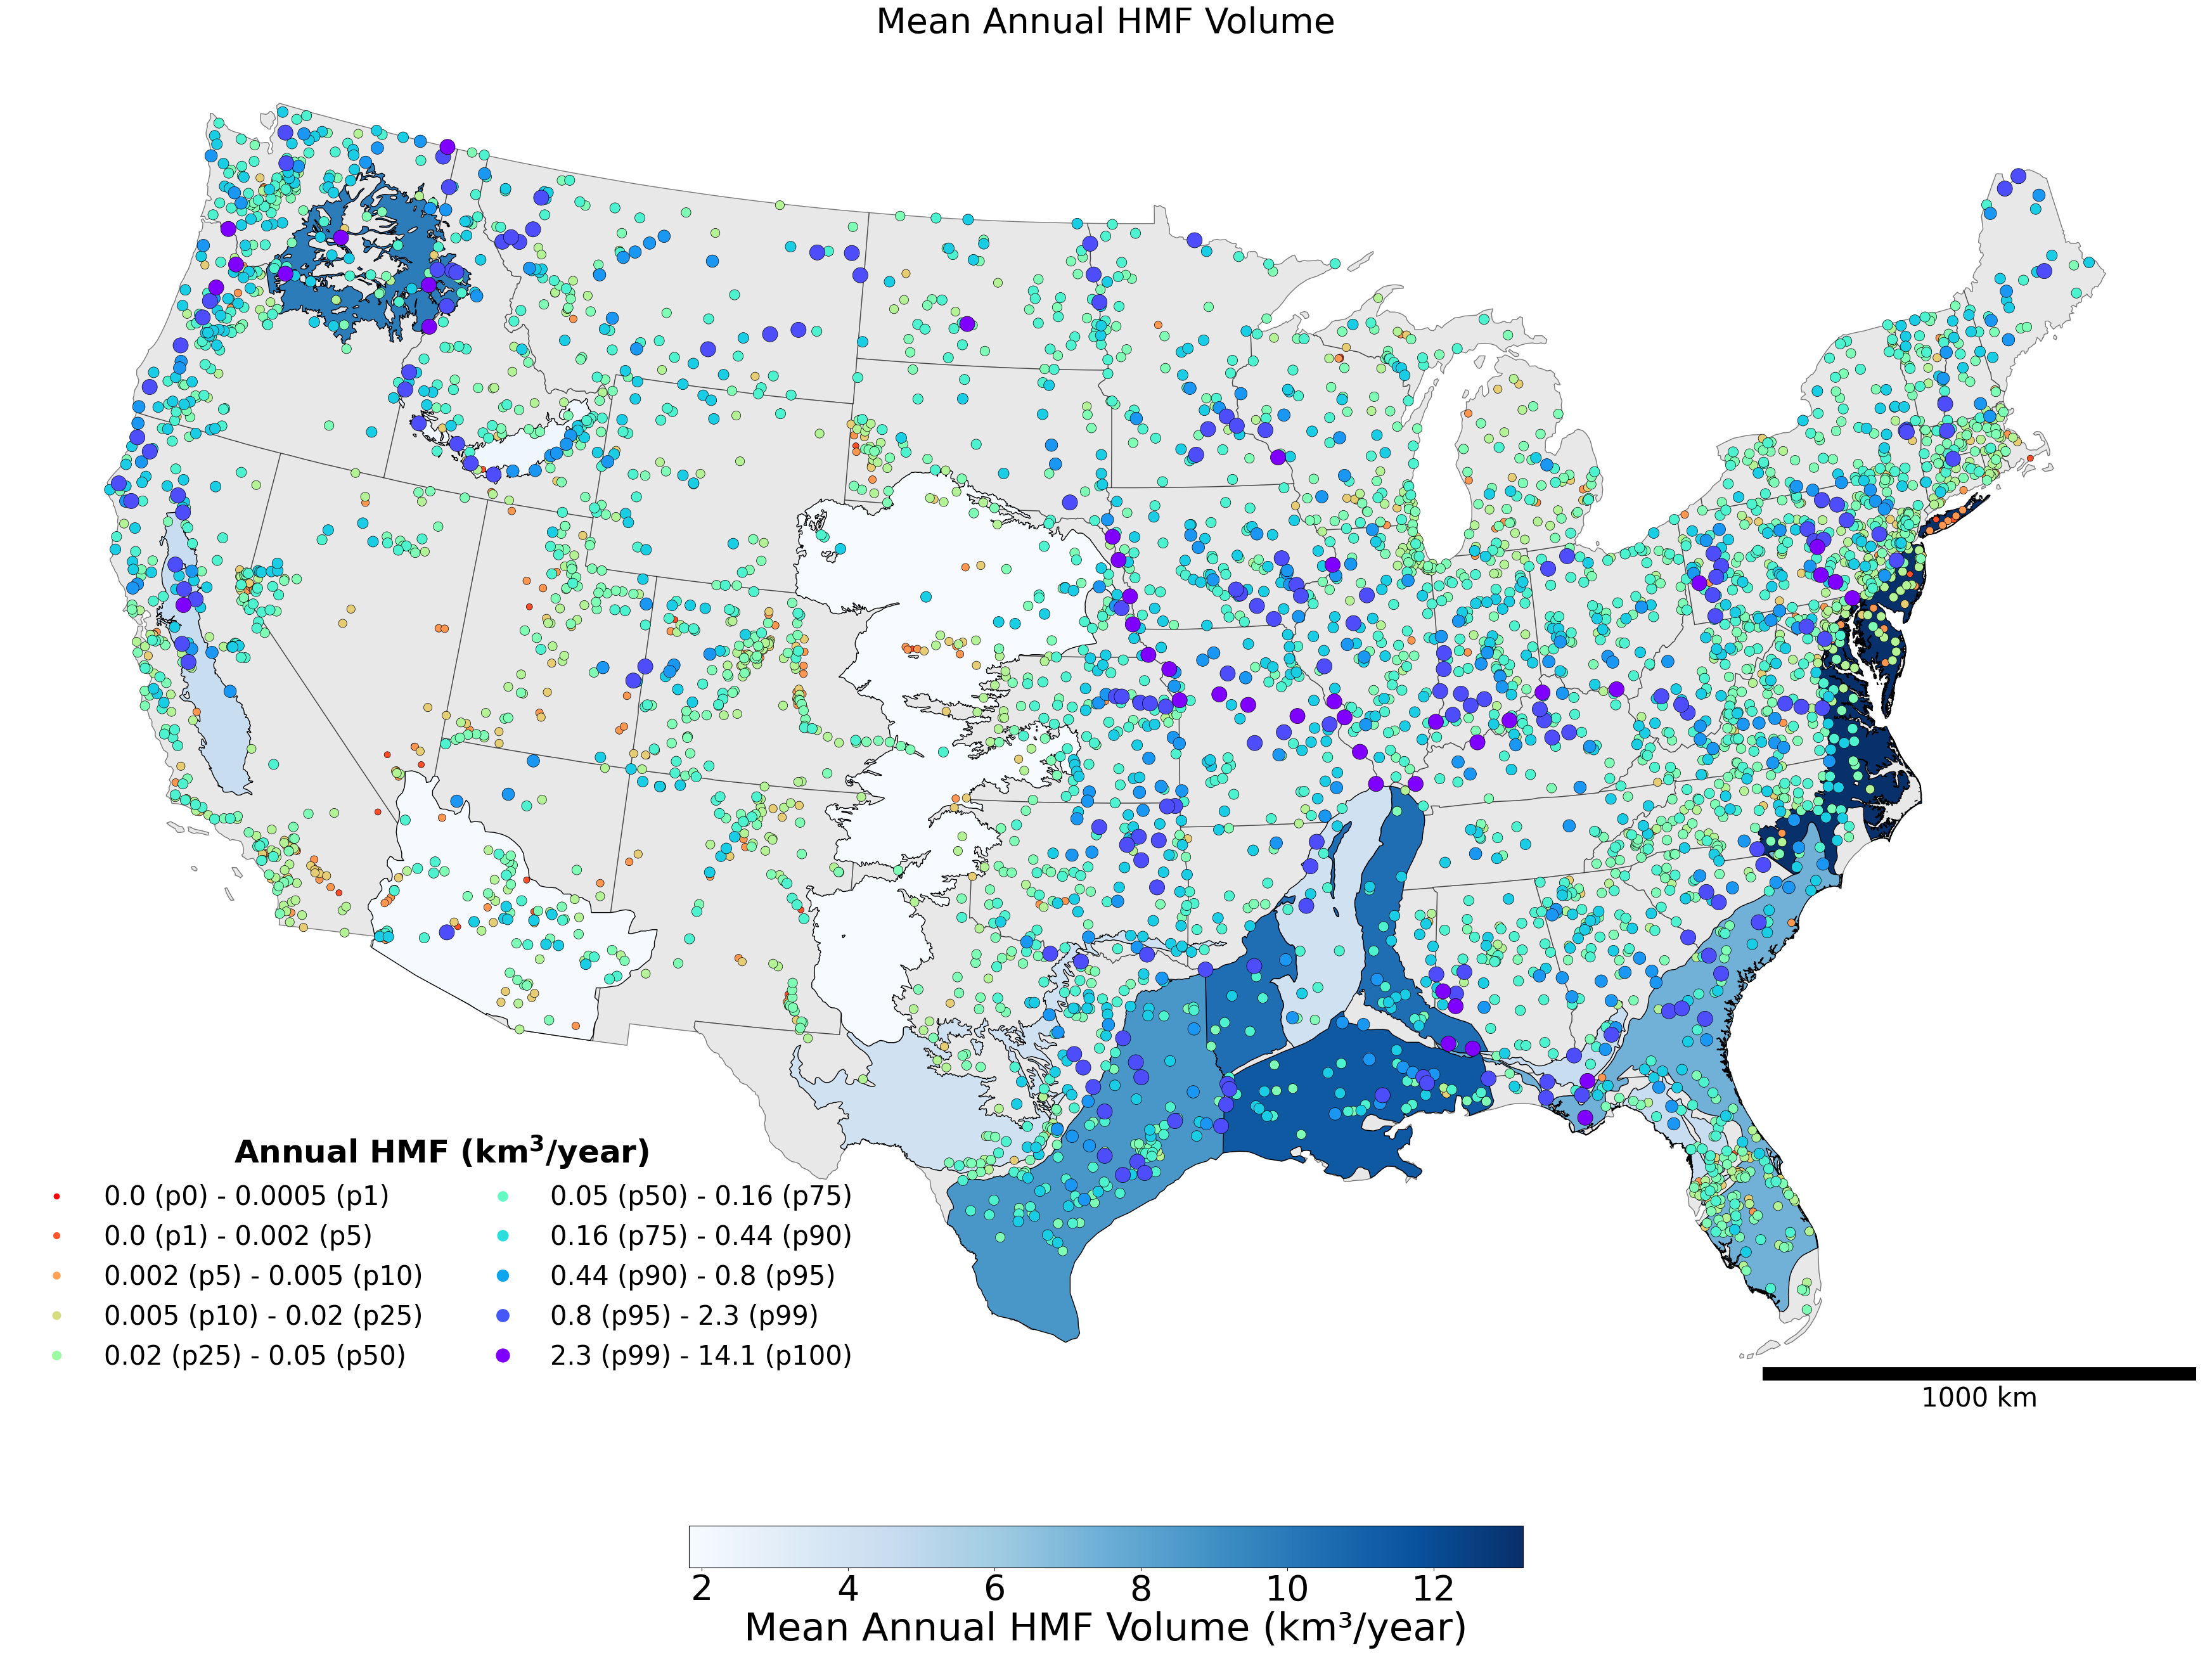 Mean Annual HMF Volume
Annual HMF (km³/year)
0.0 (p0) - 0.0005 (p1)
0.0 (p1) - 0.002 (p5)
0.002 (p5) - 0.005 (p10)
0.005 (p10) - 0.02 (p25)
0.02 (p25) - 0.05 (p50)
0.05 (p50) - 0.16 (p75)
0.16 (p75) - 0.44 (p90)
0.44 (p90) - 0.8 (p95)
0.8 (p95) - 2.3 (p99)
2.3 (p99) - 14.1 (p100)
1000 km
2 4 6 8 10 12
Mean Annual HMF Volume (km³/year)